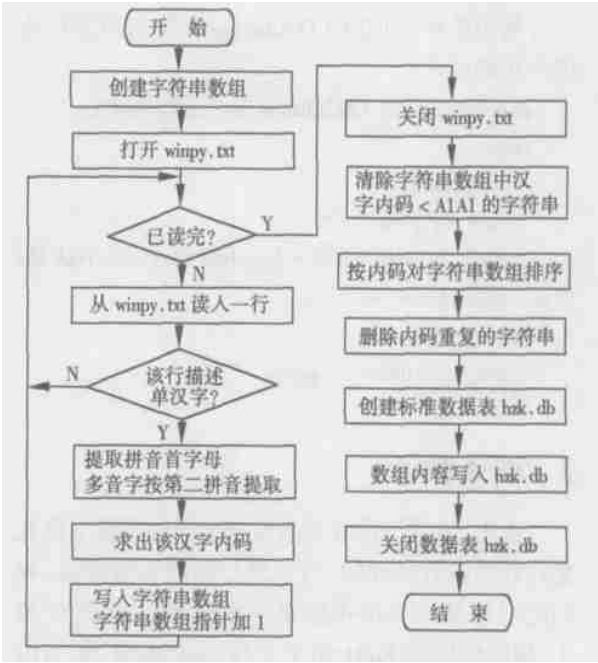 开 始
创建字符串数组
打开 winpy.txt
已读完?
Y
N
从 winpy.txt 读入一行
该行描述
单汉字?
N
Y
提取拼音首字母
多音字按第二拼音提取
求出该汉字内码
写入字符串数组
字符串数组指针加1
关闭 winpy.txt
清除字符串数组中汉
字内码<A1A1的字符串
按内码对字符串数组排序
删除内码重复的字符串
创建标准数据表 hzk.db
数组内容写入 hzk.db
关闭数据表 hzk.db
结 束